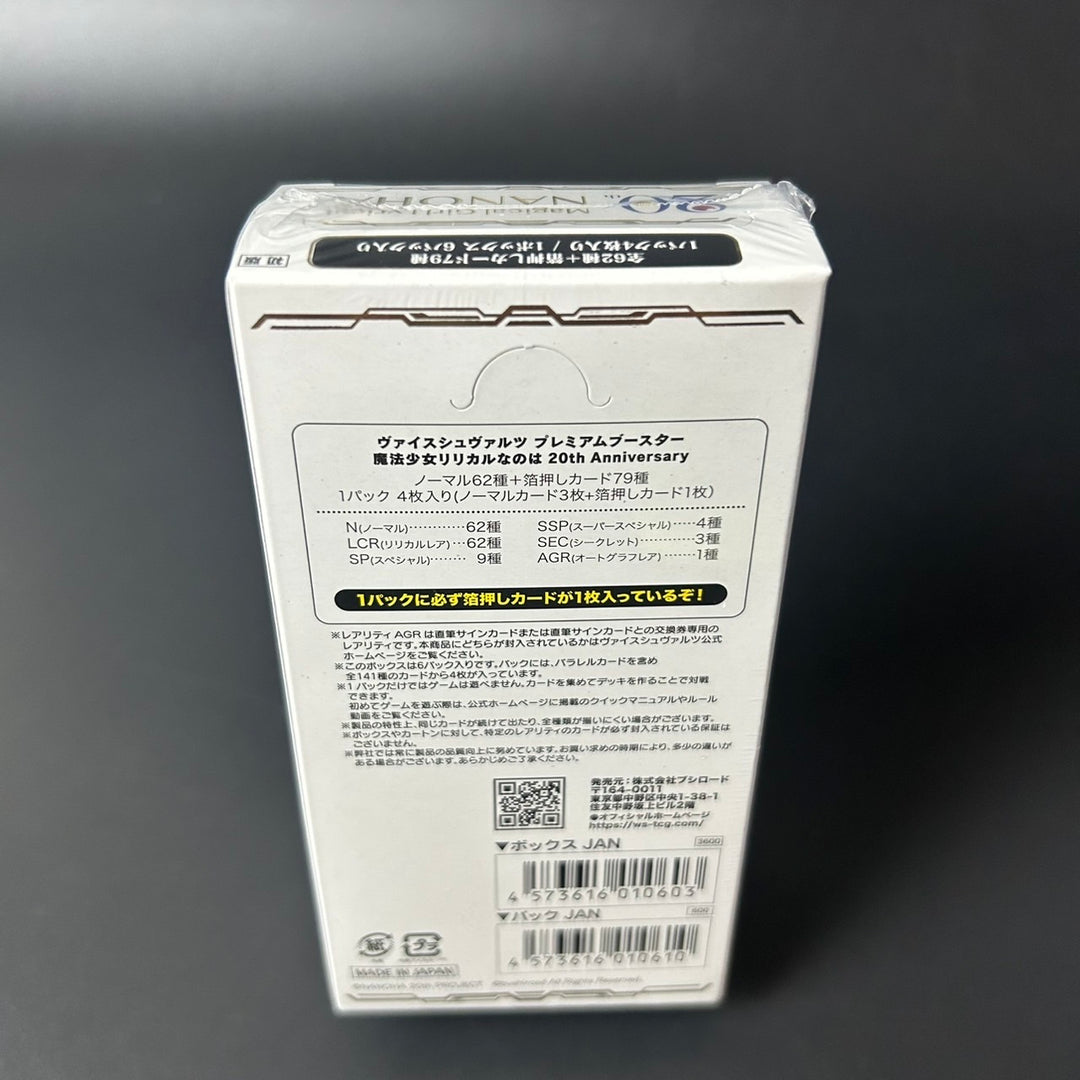 Magical Girl Lyrical
20th
NANOHA
全62種＋箔押しカード79種
1パック4枚入り / 1ボックス 6パック入り
初版
ヴァイスシュヴァルツ プレミアムブースター
魔法少女リリカルなのは 20th Anniversary
ノーマル62種＋箔押しカード79種
1パック 4枚入り(ノーマルカード3枚+箔押しカード1枚)
N(ノーマル)············62種
LCR(リリカルレア)···62種
SP(スペシャル)········ 9種
SSP(スーパースペシャル)·····4種
SEC(シークレット)············3種
AGR(オートグラフレア)·······1種
1パックに必ず箔押しカードが1枚入っているぞ！
※レアリティ AGR は直筆サインカードまたは直筆サインカードとの交換券専用の
レアリティです。本商品にどちらが封入されているかはヴァイスシュヴァルツ公式
ホームページをご覧ください。
※このボックスは6パック入りです。パックには、パラレルカードを含め
全141種のカードから4枚が入っています。
※1パックだけではゲームは遊べません。カードを集めてデッキを作ることで対戦
できます。
初めてゲームを遊ぶ際は、公式ホームページに掲載のクイックマニュアルやルール
動画をご覧ください。
※製品の特性上、同じカードが続けて出たり、全種類が揃いにくい場合がございます。
※ボックスやカートンに対して、特定のレアリティのカードが必ず封入されている保証は
ございません。
※弊社では常に製品の品質向上に努めています。お買い求めの時期により、多少の違いが
ある場合がございます。あらかじめご了承ください。
発売元：株式会社ブシロード
〒164-0011
東京都中野区中央1-38-1
住友中野坂上ビル2階
●オフィシャルホームページ
https://ws-tcg.com/
▼ボックス JAN
3600
4 573616 010603
▼パック JAN
600
4 573616 010610
紙
プラ
MADE IN JAPAN
©NANOHA 20th PROJECT ©bushiroad All Rights Reserved.